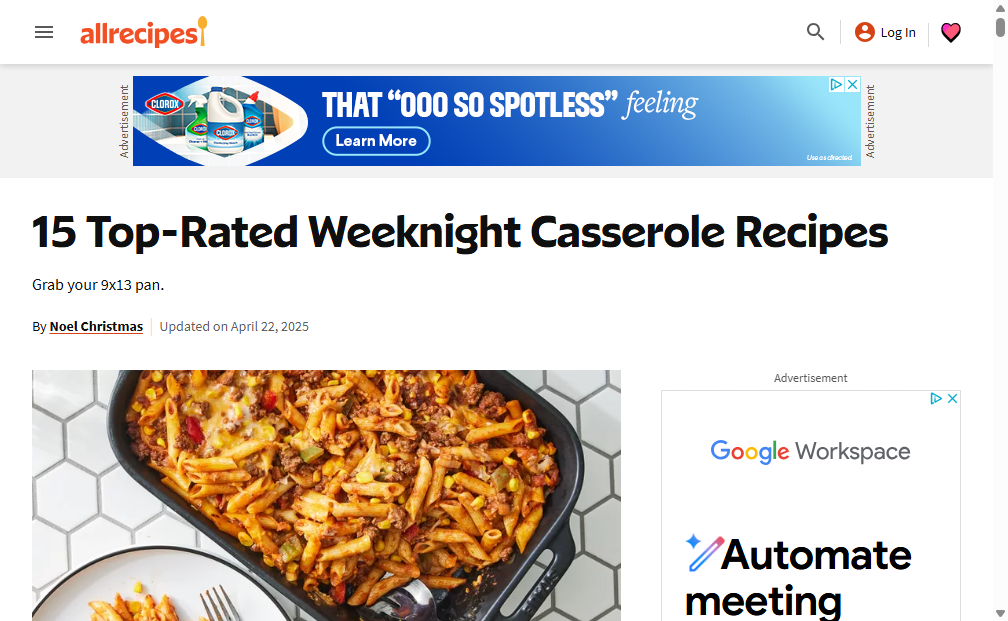 allrecipes
Log In
Advertisement
CLOROX
THAT “OOO SO SPOTLESS” feeling
Learn More
Use as directed.
Advertisement
15 Top-Rated Weeknight Casserole Recipes
Grab your 9x13 pan.
By Noel Christmas
Updated on April 22, 2025
Advertisement
Google Workspace
Automate
meeting